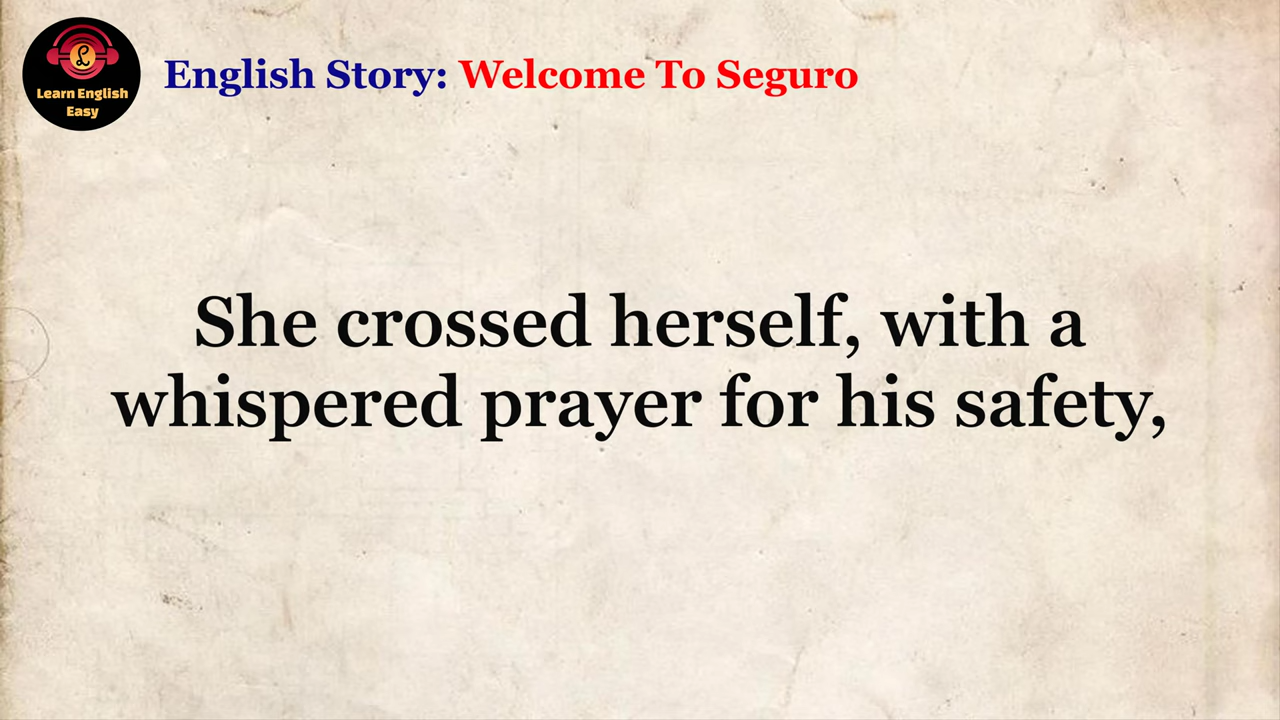 Learn English
Easy
English Story: Welcome To Seguro
She crossed herself, with a
whispered prayer for his safety,